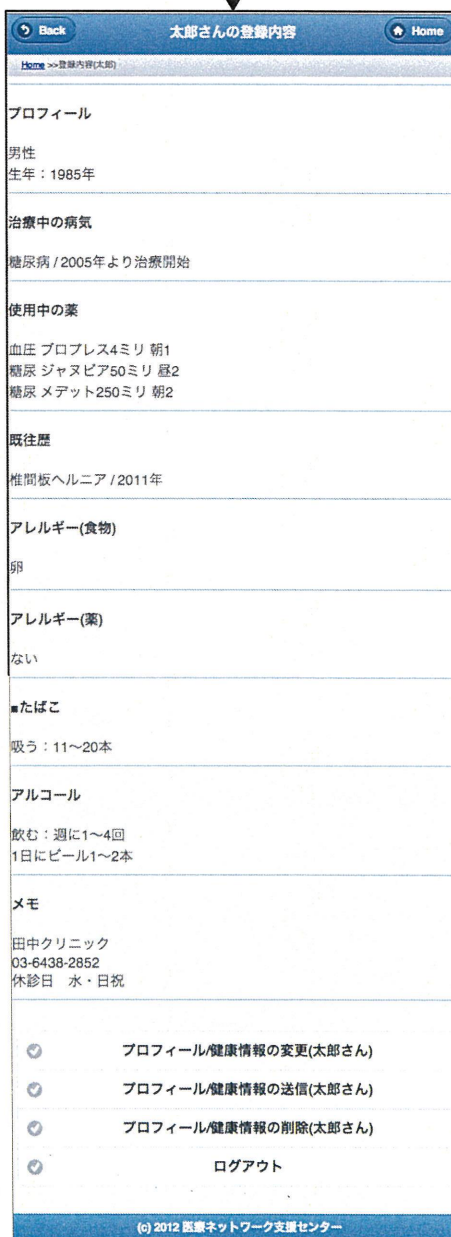 Back
太郎さんの登録内容
Home
Home >>登録内容(太郎)
プロフィール
男性
生年：1985年
治療中の病気
糖尿病 / 2005年より治療開始
使用中の薬
血圧 ブロプレス4ミリ 朝1
糖尿 ジャヌビア50ミリ 昼2
糖尿 メデット250ミリ 朝2
既往歴
椎間板ヘルニア / 2011年
アレルギー(食物)
卵
アレルギー(薬)
ない
■たばこ
吸う：11～20本
アルコール
飲む：週に1～4回
1日にビール1～2本
メモ
田中クリニック
03-6438-2852
休診日　水・日祝
プロフィール/健康情報の変更(太郎さん)
プロフィール/健康情報の送信(太郎さん)
プロフィール/健康情報の削除(太郎さん)
ログアウト
(c) 2012 医療ネットワーク支援センター